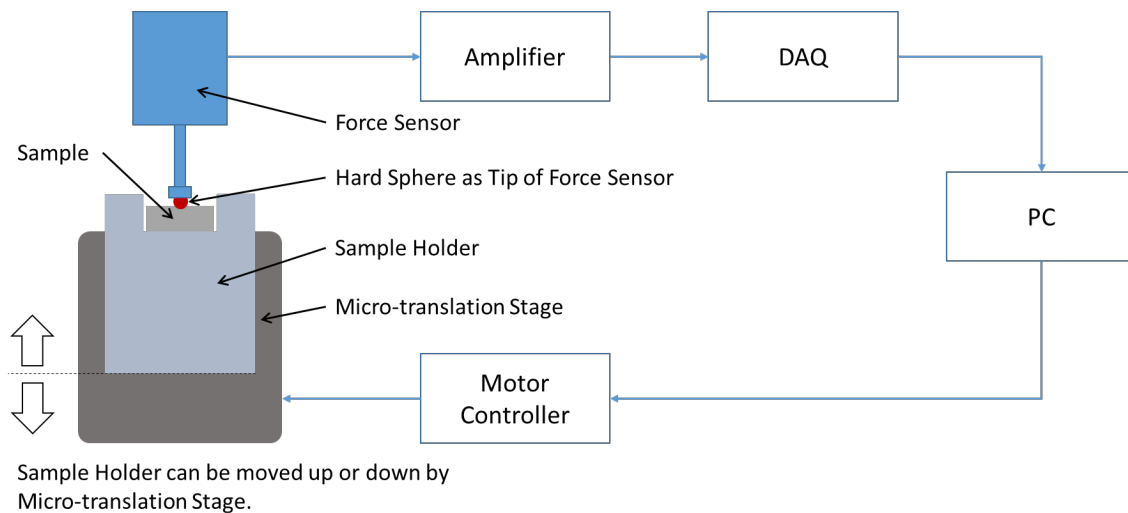 Amplifier
DAQ
Force Sensor
Sample
Hard Sphere as Tip of Force Sensor
PC
Sample Holder
Micro-translation Stage
Motor
Controller
Sample Holder can be moved up or down by
Micro-translation Stage.